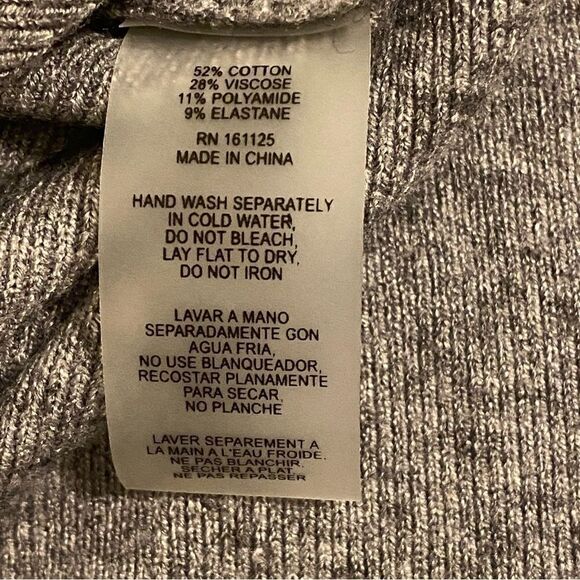 52% COTTON
28% VISCOSE
11% POLYAMIDE
9% ELASTANE
RN 161125
MADE IN CHINA
HAND WASH SEPARATELY
IN COLD WATER,
DO NOT BLEACH,
LAY FLAT TO DRY,
DO NOT IRON
LAVAR A MANO
SEPARADAMENTE GON
AGUA FRIA,
NO USE BLANQUEADOR,
RECOSTAR PLANAMENTE
PARA SECAR,
NO PLANCHE
LAVER SEPAREMENT A
LA MAIN A L'EAU FROIDE.
NE PAS BLANCHIR.
SECHER A PLAT
NE PAS REPASSER